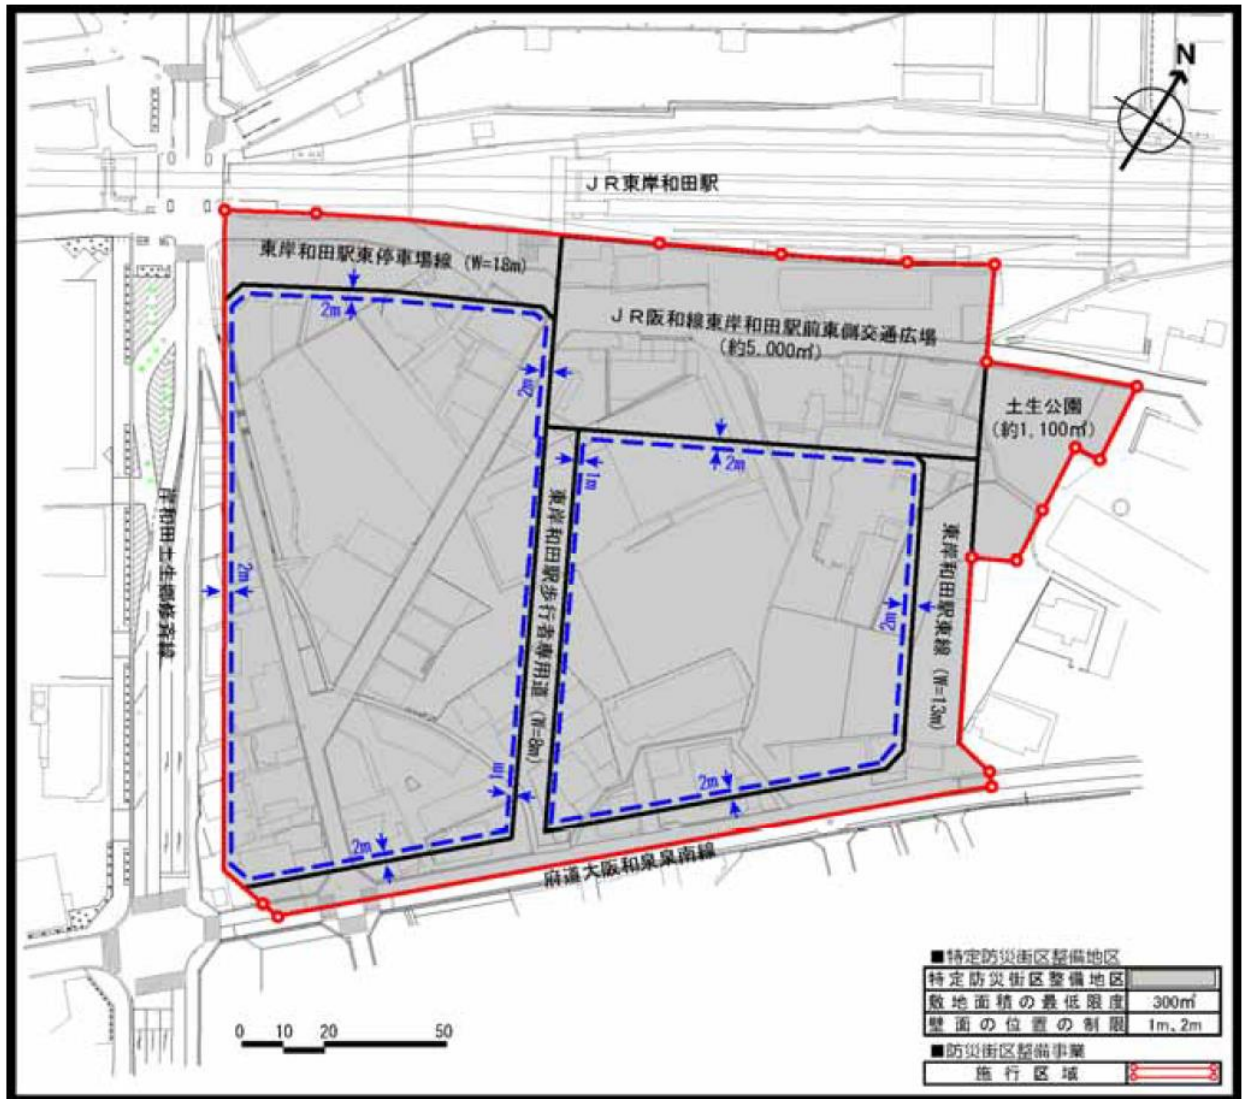 N
JR東岸和田駅
東岸和田駅東停車場線 (W=18m)
2m
JR阪和線東岸和田駅前東側交通広場
(約5,000㎡)
2m
土生公園
(約1,100㎡)
2m
1m
東岸和田駅歩行者専用道 (W=8m)
東岸和田駅東線 (W=13m)
岸和田土生郷修斉線
2m
2m
1m
2m
2m
府道大阪和泉泉南線
0 10 20 50
■特定防災街区整備地区
特定防災街区整備地区
敷地面積の最低限度 300㎡
壁面の位置の制限 1m、2m
■防災街区整備事業
施行区域